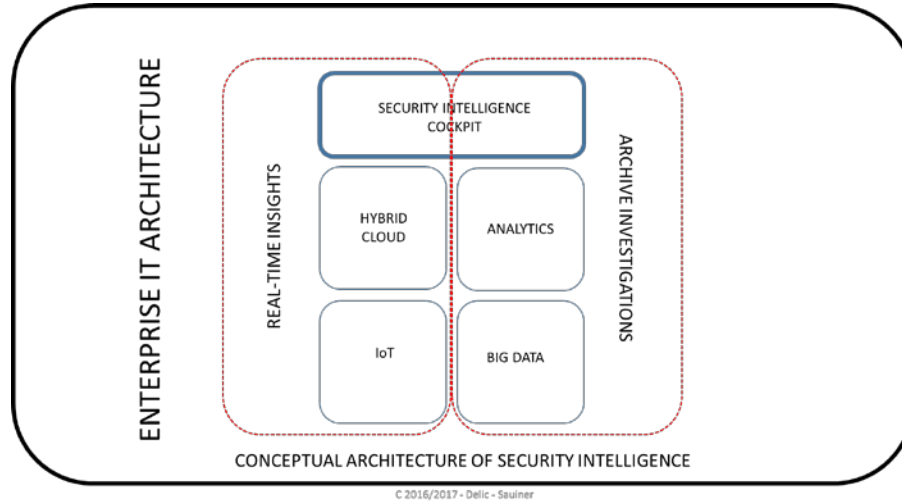 ENTERPRISE IT ARCHITECTURE
REAL-TIME INSIGHTS
SECURITY INTELLIGENCE
COCKPIT
HYBRID
CLOUD
ANALYTICS
IoT
BIG DATA
ARCHIVE INVESTIGATIONS
CONCEPTUAL ARCHITECTURE OF SECURITY INTELLIGENCE
C 2016/2017 - Delic - Sauiner